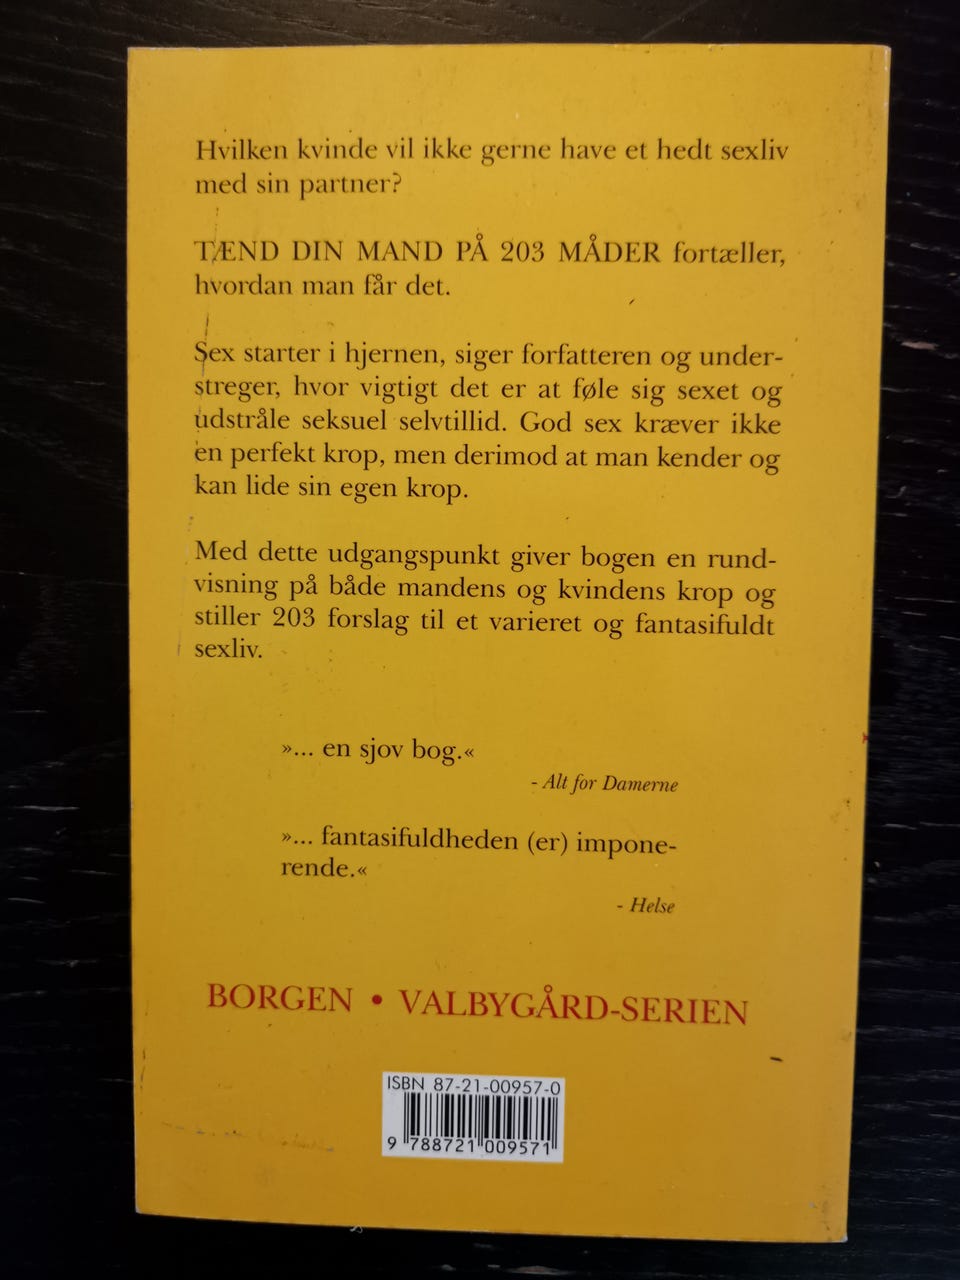 Hvilken kvinde vil ikke gerne have et hedt sexliv
med sin partner?
TÆND DIN MAND PÅ 203 MÅDER fortæller,
hvordan man får det.
Sex starter i hjernen, siger forfatteren og under-
streger, hvor vigtigt det er at føle sig sexet og
udstråle seksuel selvtillid. God sex kræver ikke
en perfekt krop, men derimod at man kender og
kan lide sin egen krop.
Med dette udgangspunkt giver bogen en rund-
visning på både mandens og kvindens krop og
stiller 203 forslag til et varieret og fantasifuldt
sexliv.
»... en sjov bog.«
- Alt for Damerne
»... fantasifuldheden (er) impone-
rende.«
- Helse
BORGEN • VALBYGÅRD-SERIEN
ISBN 87-21-00957-0
9 788721 009571